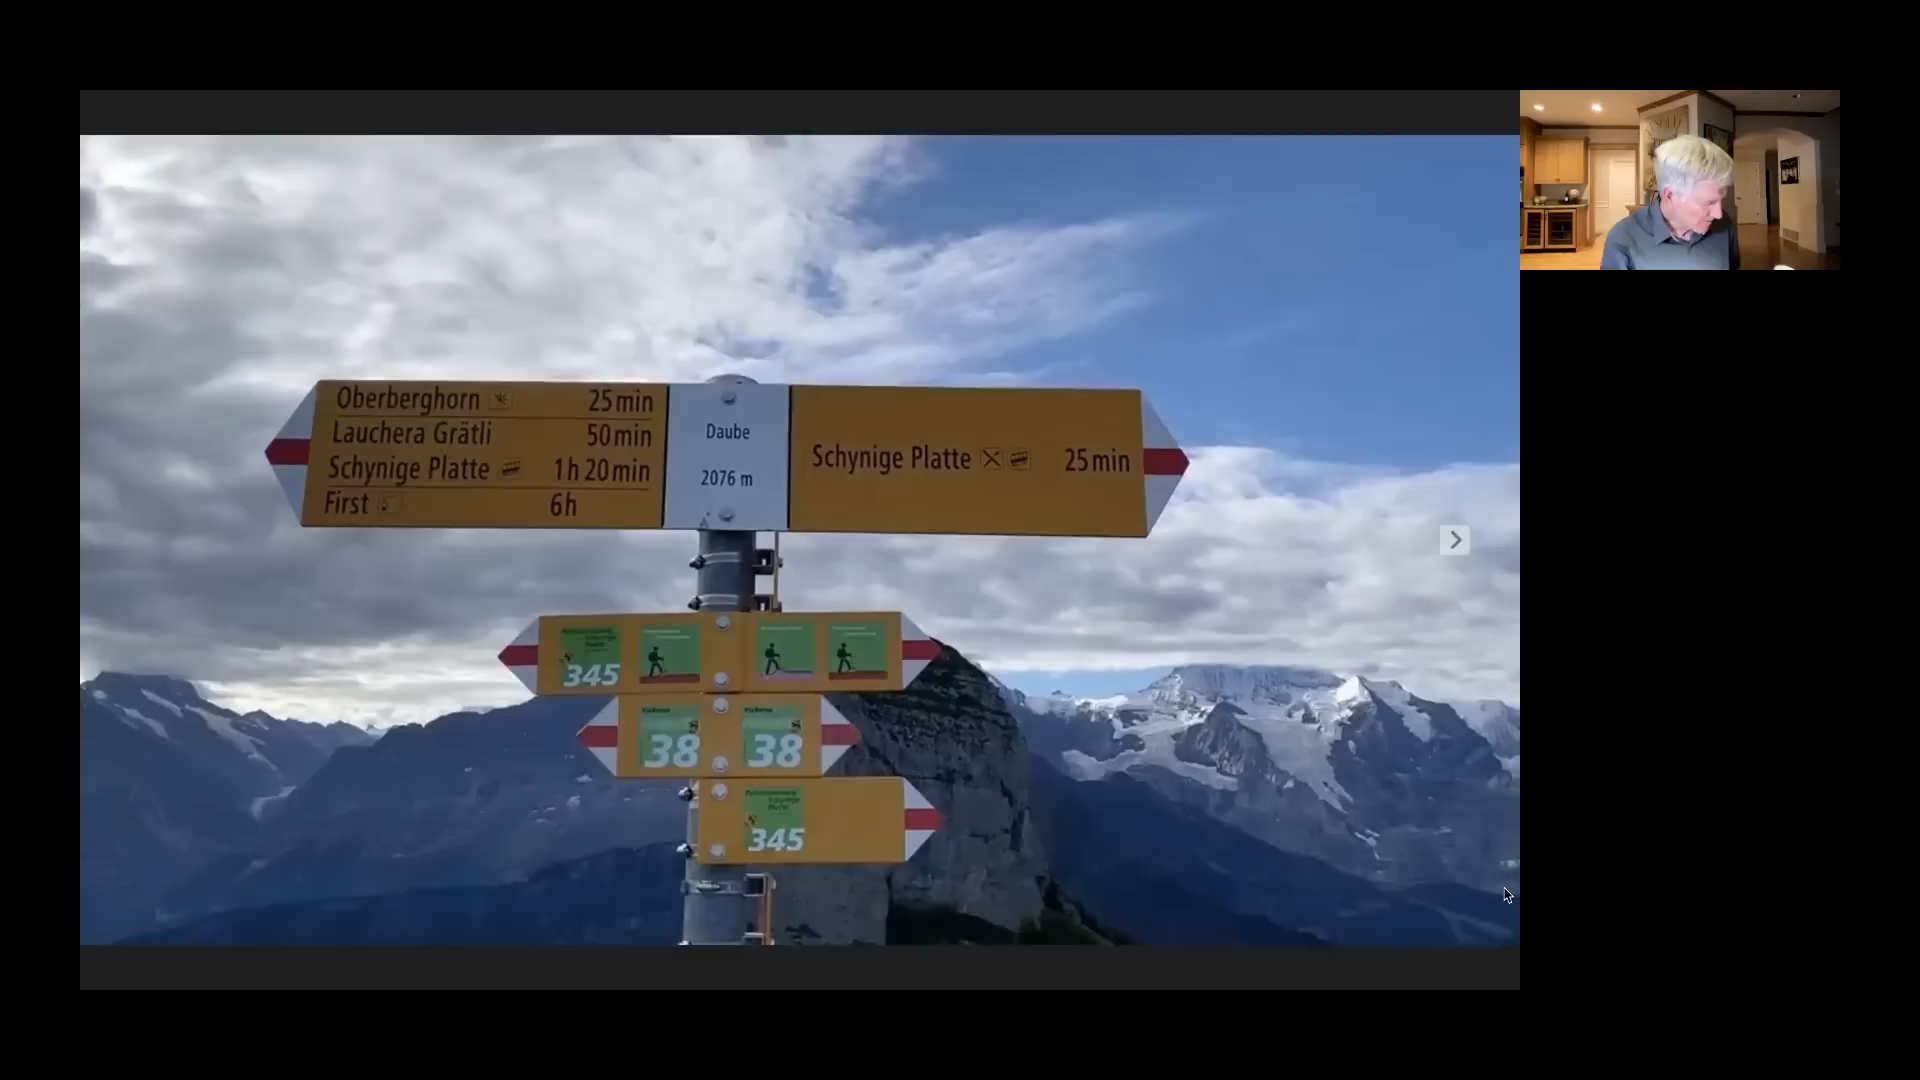 Oberberghorn 25 min
Lauchera Grätli 50 min
Schynige Platte 1 h 20 min
First 6 h
Daube
2076 m
Schynige Platte 25 min
345
38 38
345